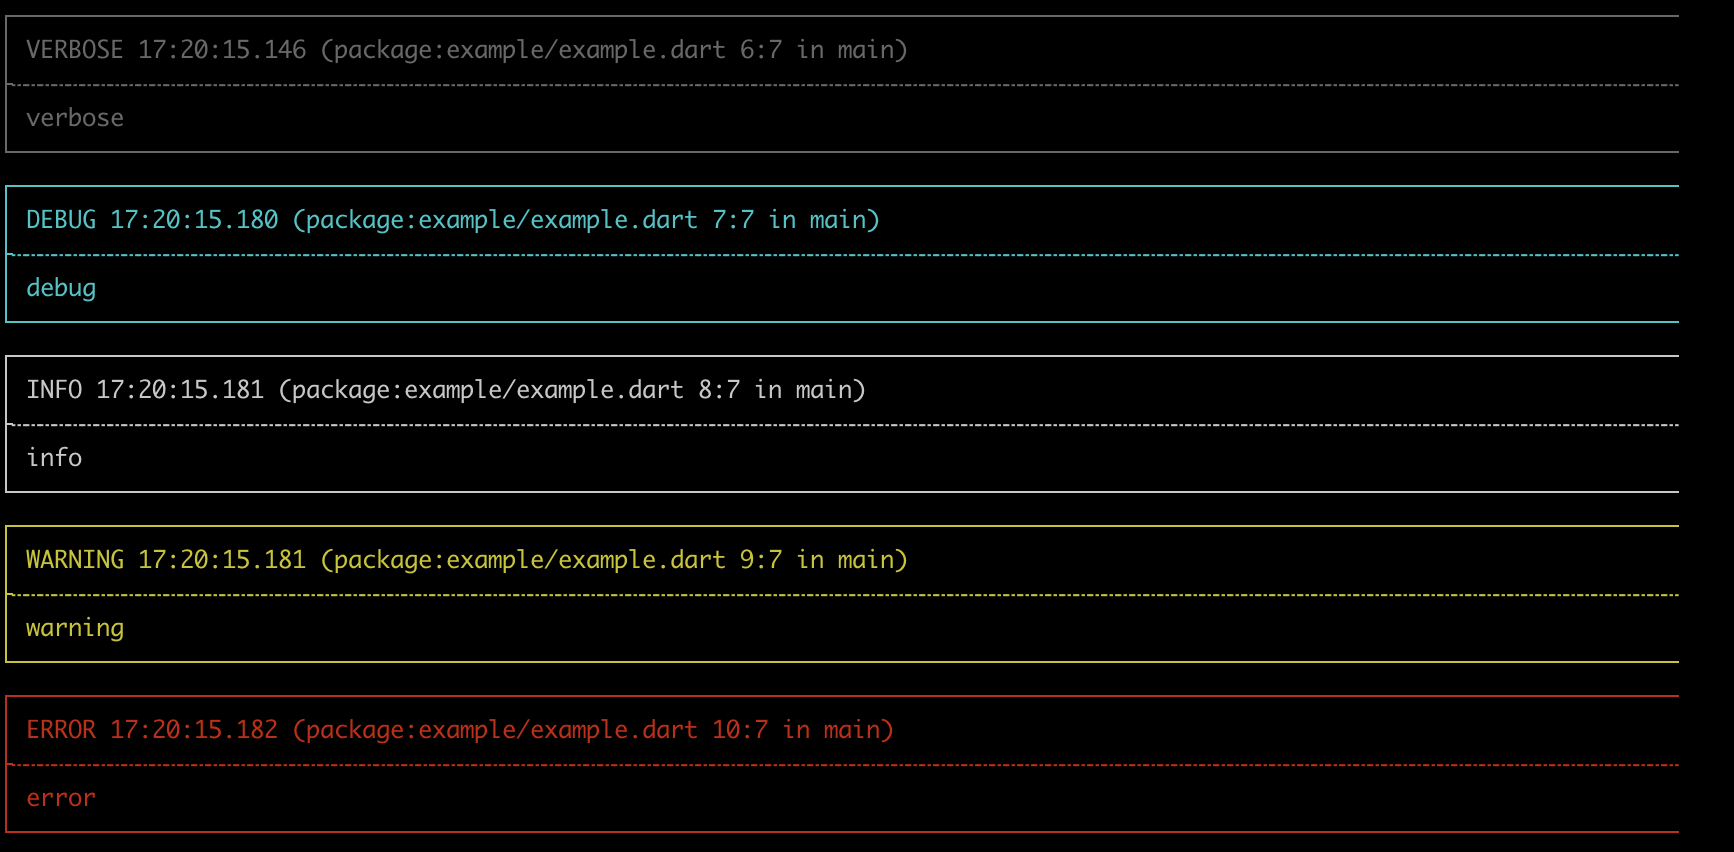 VERBOSE 17:20:15.146 (package:example/example.dart 6:7 in main)
verbose
DEBUG 17:20:15.180 (package:example/example.dart 7:7 in main)
debug
INFO 17:20:15.181 (package:example/example.dart 8:7 in main)
info
WARNING 17:20:15.181 (package:example/example.dart 9:7 in main)
warning
ERROR 17:20:15.182 (package:example/example.dart 10:7 in main)
error